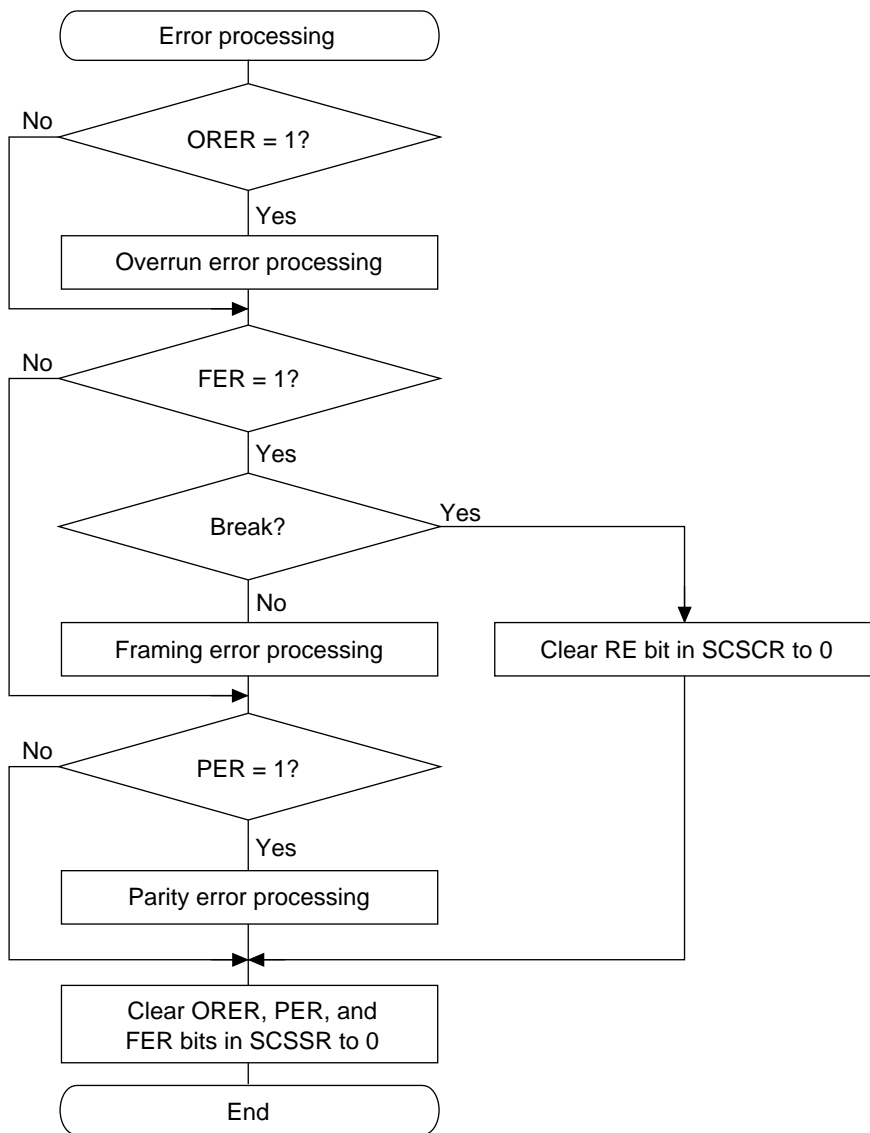 Error processing
No
ORER = 1?
Yes
Overrun error processing
No
FER = 1?
Yes
Break?
Yes
No
Framing error processing
Clear RE bit in SCSCR to 0
No
PER = 1?
Yes
Parity error processing
Clear ORER, PER, and
FER bits in SCSSR to 0
End